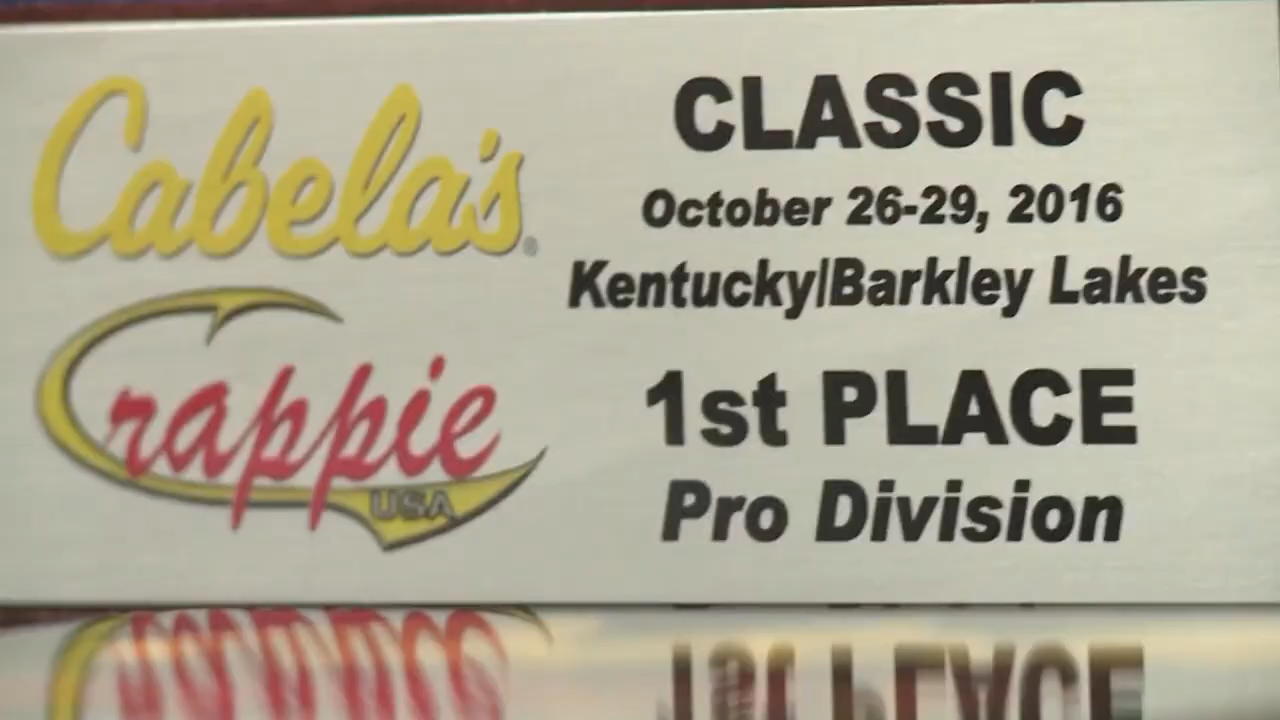 Cabela's®
Crappie
USA
CLASSIC
October 26-29, 2016
Kentucky/Barkley Lakes
1st PLACE
Pro Division